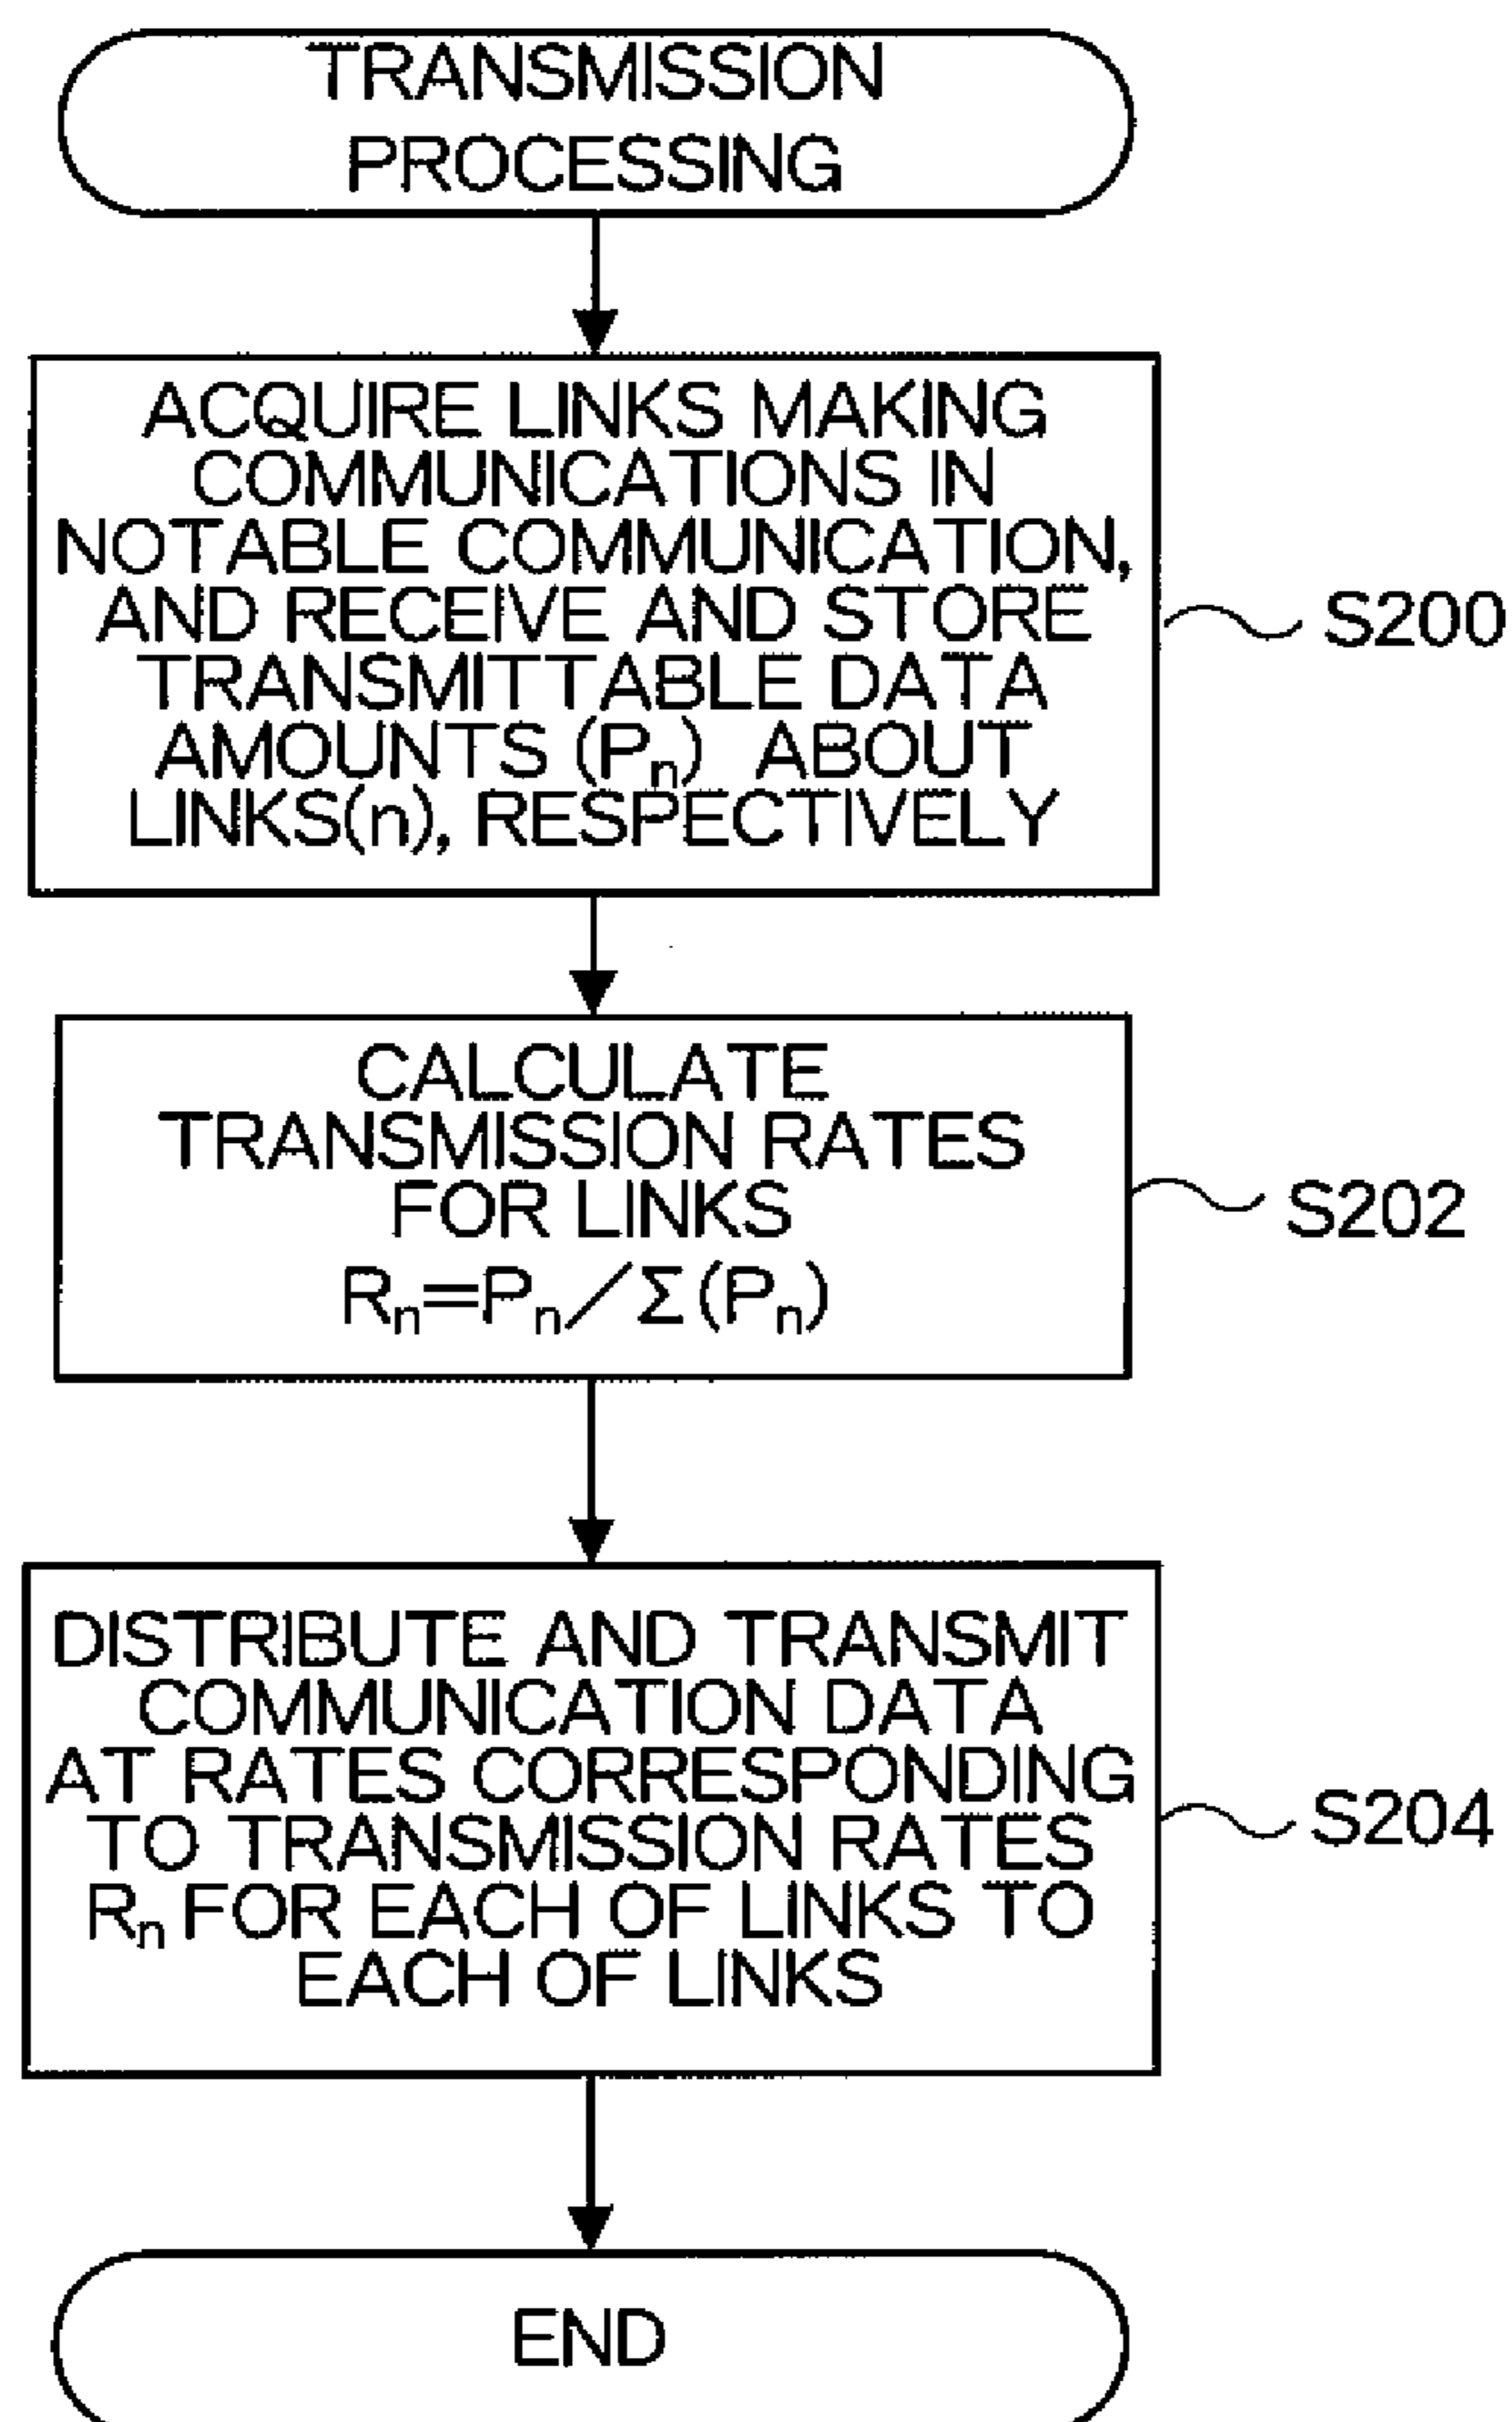 TRANSMISSION
PROCESSING
ACQUIRE LINKS MAKING
COMMUNICATIONS IN
NOTABLE COMMUNICATION,
AND RECEIVE AND STORE
TRANSMITTABLE DATA
AMOUNTS (Pn) ABOUT
LINKS(n), RESPECTIVELY
S200
CALCULATE
TRANSMISSION RATES
FOR LINKS
Rn=Pn/Σ(Pn)
S202
DISTRIBUTE AND TRANSMIT
COMMUNICATION DATA
AT RATES CORRESPONDING
TO TRANSMISSION RATES
Rn FOR EACH OF LINKS TO
EACH OF LINKS
S204
END